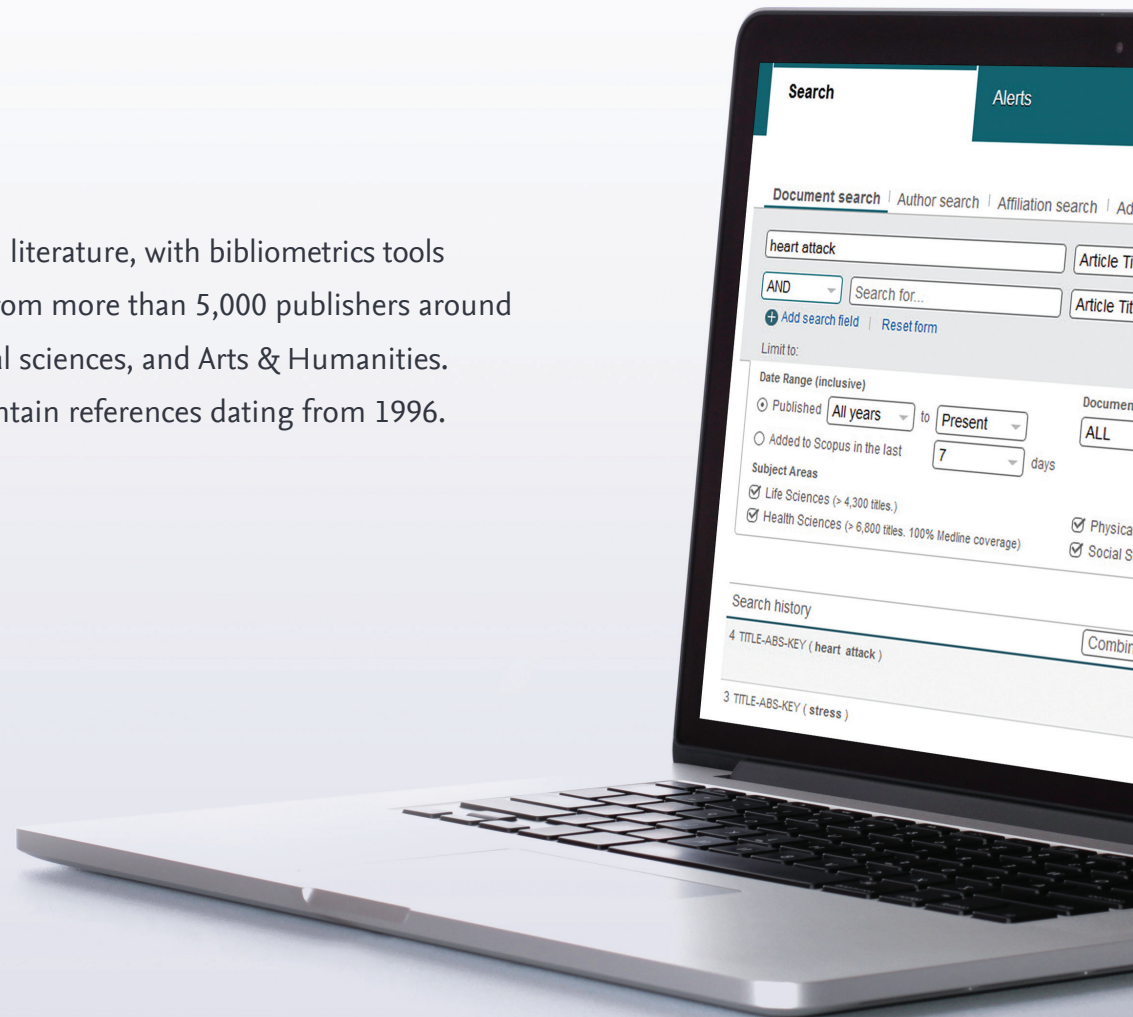 literature, with bibliometrics tools
om more than 5,000 publishers around
al sciences, and Arts & Humanities.
ntain references dating from 1996.
Search Alerts
Document search | Author search | Affiliation search | Ad
heart attack Article Ti
AND Search for... Article Tit
Add search field | Reset form
Limit to:
Date Range (inclusive) Documen
Published All years to Present ALL
Added to Scopus in the last 7 days
Subject Areas
Life Sciences (> 4,300 titles.) Physica
Health Sciences (> 6,800 titles. 100% Medline coverage) Social S
Search history Combin
4 TITLE-ABS-KEY ( heart attack )
3 TITLE-ABS-KEY ( stress )